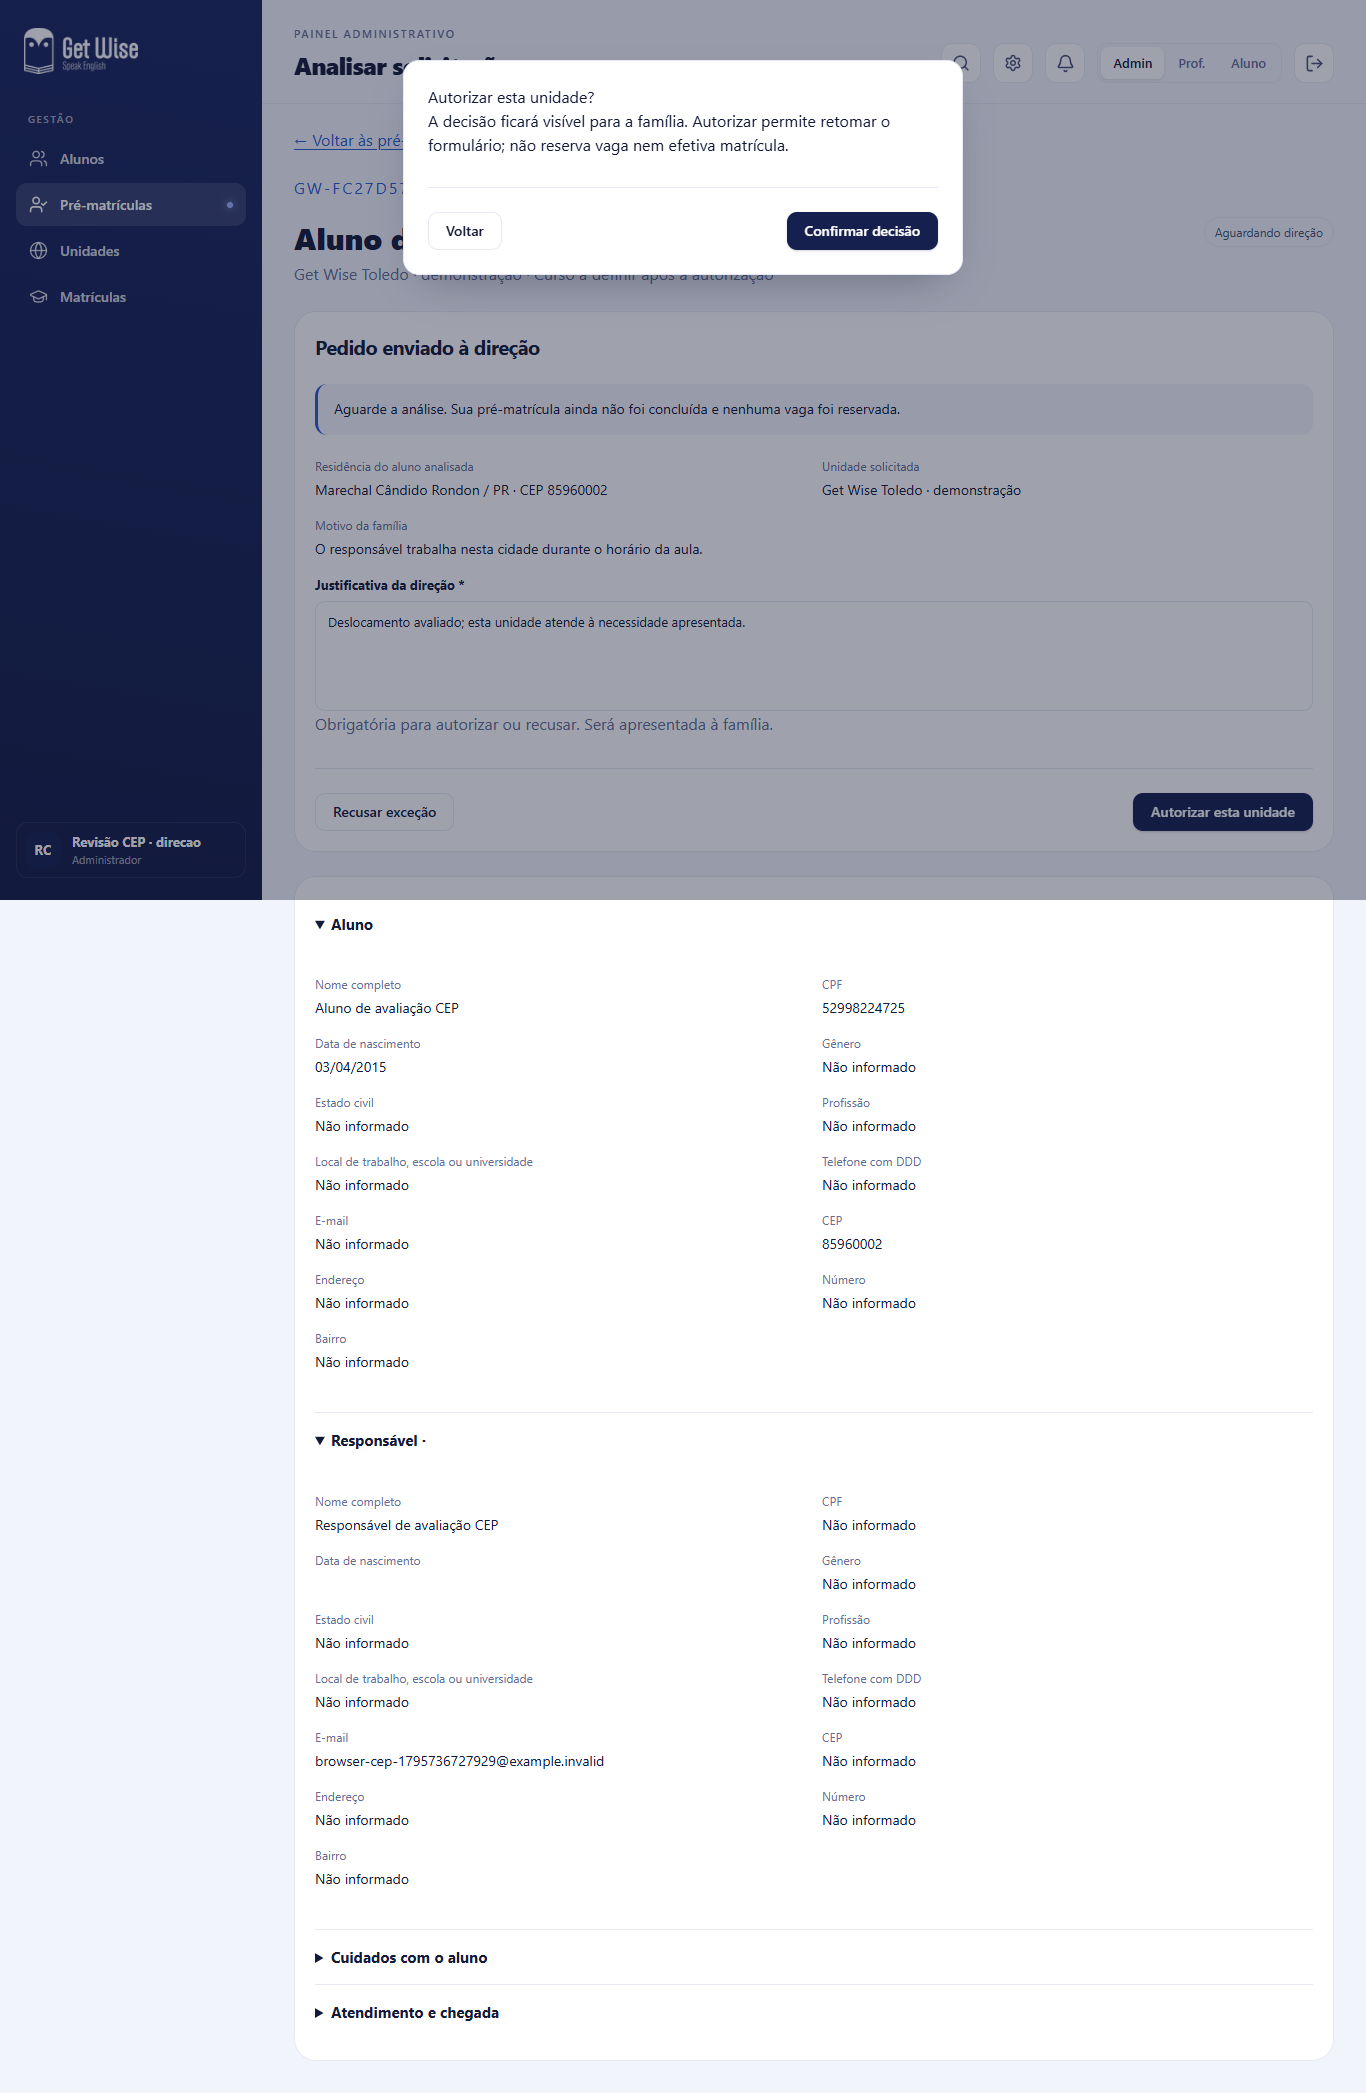 Get Wise
Speak English
GESTÃO
Alunos
Pré-matrículas
Unidades
Matrículas
RC
Revisão CEP · direcao
Administrador
PAINEL ADMINISTRATIVO
Analisar
Admin
Prof.
Aluno
Autorizar esta unidade?
A decisão ficará visível para a família. Autorizar permite retomar o
formulário; não reserva vaga nem efetiva matrícula.
Voltar
Confirmar decisão
← Voltar às pré-
GW-FC27D57
Aluno d
Aguardando direção
Get Wise Toledo · demonstração · Curso a definir após a autorização
Pedido enviado à direção
Aguarde a análise. Sua pré-matrícula ainda não foi concluída e nenhuma vaga foi reservada.
Residência do aluno analisada
Marechal Cândido Rondon / PR · CEP 85960002
Unidade solicitada
Get Wise Toledo · demonstração
Motivo da família
O responsável trabalha nesta cidade durante o horário da aula.
Justificativa da direção *
Deslocamento avaliado; esta unidade atende à necessidade apresentada.
Obrigatória para autorizar ou recusar. Será apresentada à família.
Recusar exceção
Autorizar esta unidade
Aluno
Nome completo
Aluno de avaliação CEP
CPF
52998224725
Data de nascimento
03/04/2015
Gênero
Não informado
Estado civil
Não informado
Profissão
Não informado
Local de trabalho, escola ou universidade
Não informado
Telefone com DDD
Não informado
E-mail
Não informado
CEP
85960002
Endereço
Não informado
Número
Não informado
Bairro
Não informado
Responsável ·
Nome completo
Responsável de avaliação CEP
CPF
Não informado
Data de nascimento
Gênero
Não informado
Estado civil
Não informado
Profissão
Não informado
Local de trabalho, escola ou universidade
Não informado
Telefone com DDD
Não informado
E-mail
browser-cep-1795736727929@example.invalid
CEP
Não informado
Endereço
Não informado
Número
Não informado
Bairro
Não informado
Cuidados com o aluno
Atendimento e chegada